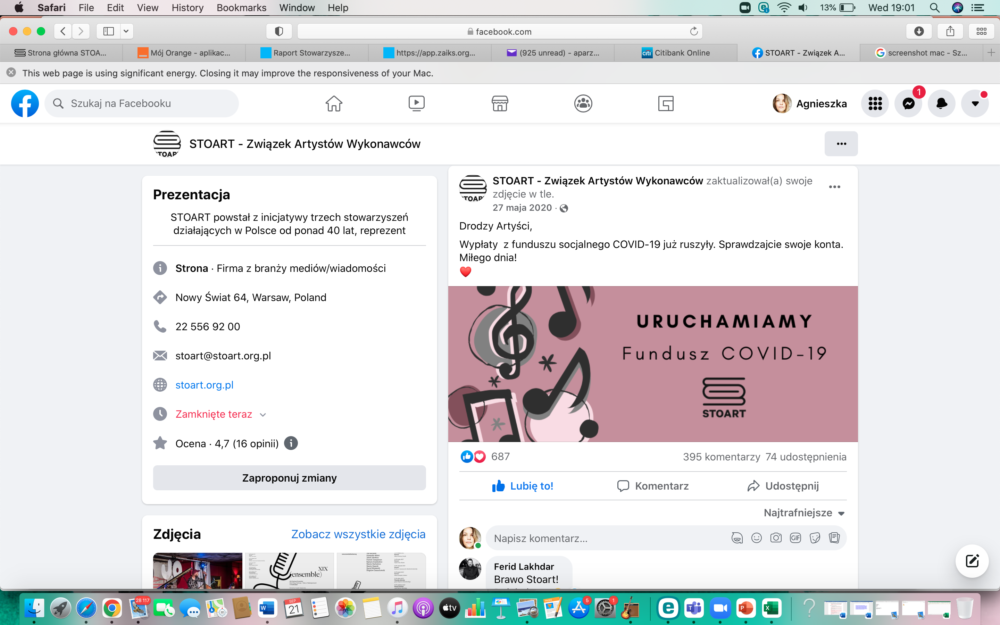 Safari File Edit View History Bookmarks Window Help 13% Wed 19:01
facebook.com
Strona główna STOA... Mój Orange - aplikac... Raport Stowarzysze... https://app.zaiks.org... (925 unread) - aparz... citi Citibank Online STOART - Związek A... screenshot mac - Sz...
This web page is using significant energy. Closing it may improve the responsiveness of your Mac.
Szukaj na Facebooku Agnieszka 1
STOART - Związek Artystów Wykonawców
Prezentacja
STOART powstał z inicjatywy trzech stowarzyszeń
działających w Polsce od ponad 40 lat, reprezent
Strona · Firma z branży mediów/wiadomości
Nowy Świat 64, Warsaw, Poland
22 556 92 00
stoart@stoart.org.pl
stoart.org.pl
Zamknięte teraz
Ocena · 4,7 (16 opinii)
Zaproponuj zmiany
Zdjęcia Zobacz wszystkie zdjęcia
JO
ensemble) XIX
STOART - Związek Artystów Wykonawców zaktualizował(a) swoje
zdjęcie w tle.
27 maja 2020 ·
Drodzy Artyści,
Wypłaty z funduszu socjalnego COVID-19 już ruszyły. Sprawdzajcie swoje konta.
Miłego dnia!
URUCHAMIAMY
Fundusz COVID-19
STOART
687 395 komentarzy 74 udostępnienia
Lubię to! Komentarz Udostępnij
Najtrafniejsze
Napisz komentarz... GIF
Ferid Lakhdar
Brawo Stoart!
28 117 SEP 21 tv PAGES 5 1